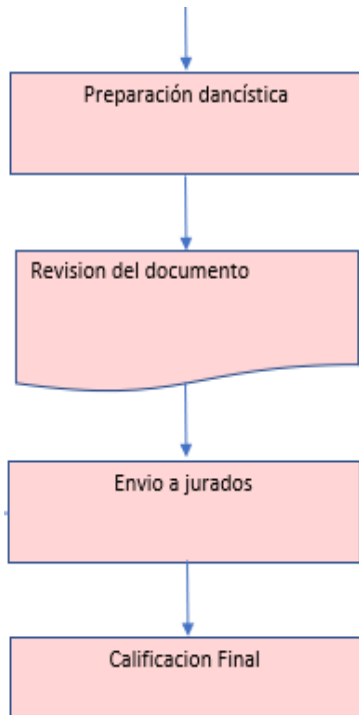 Preparación dancística
Revision del documento
Envio a jurados
Calificacion Final